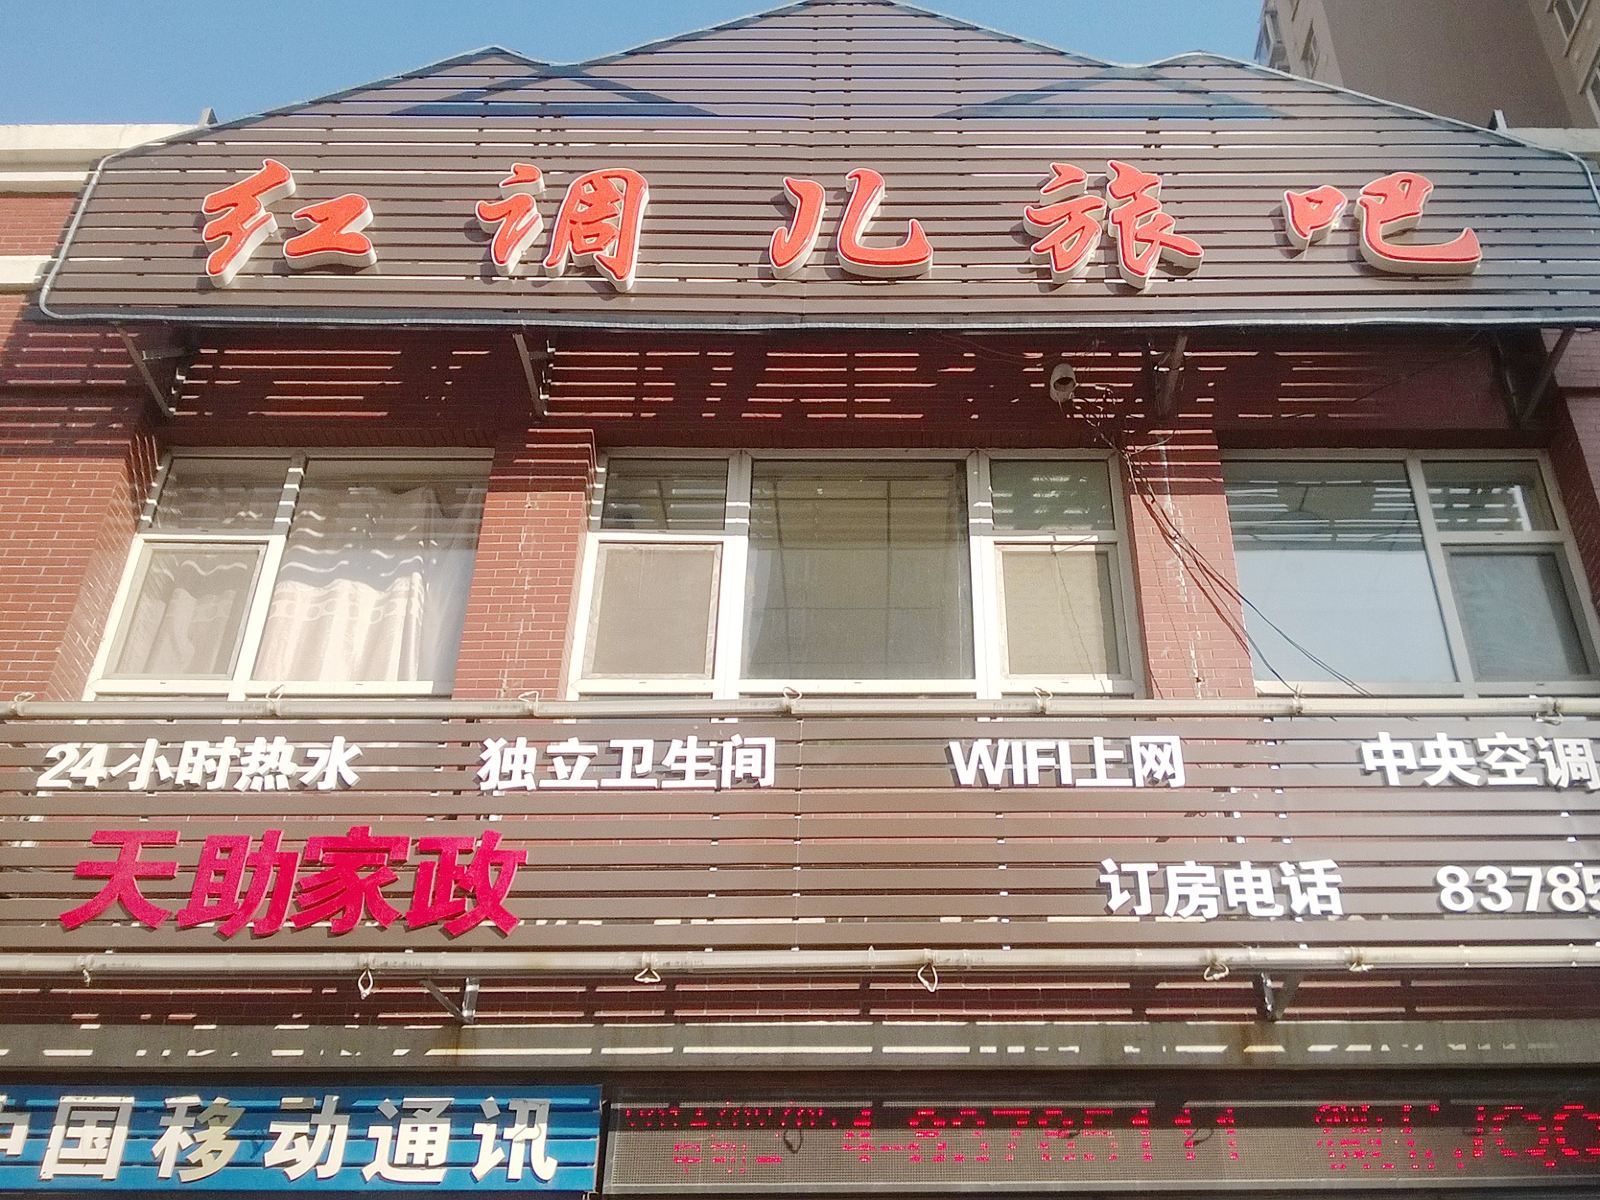 红调儿旅吧
24小时热水 独立卫生间 WIFI上网 中央空调
天助家政
订房电话 83785
中国移动通讯
83785111